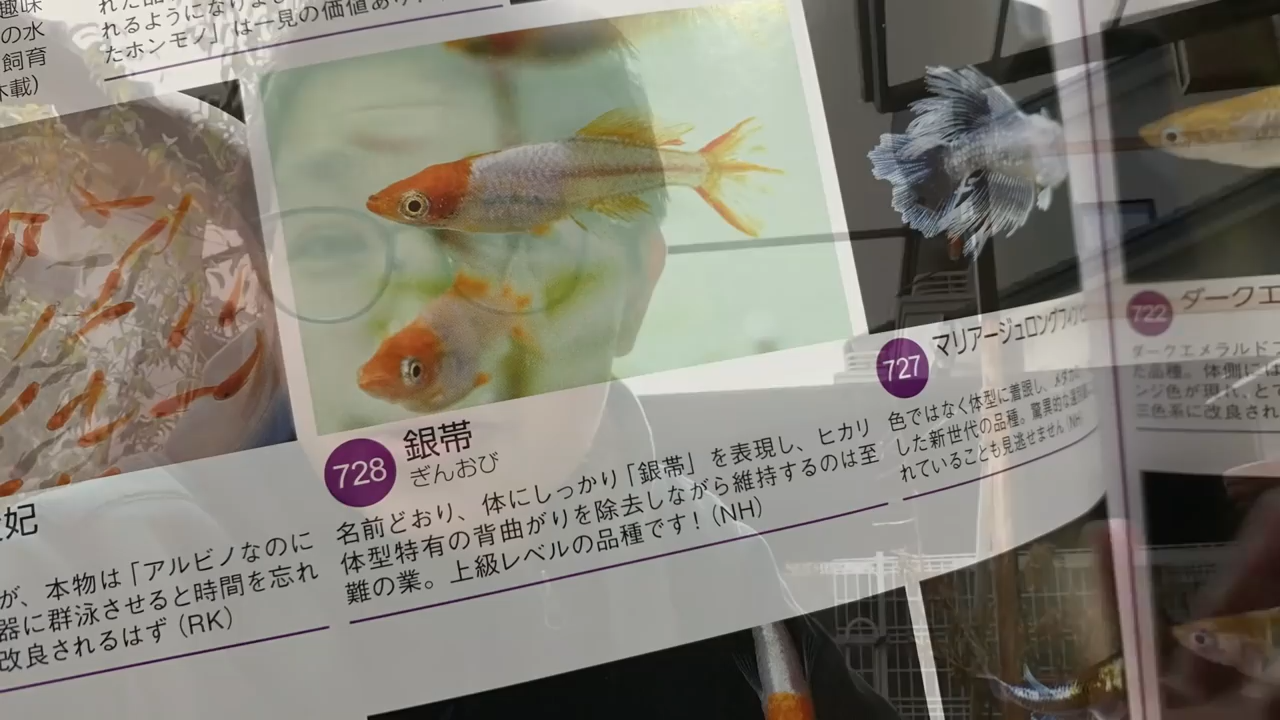 趣味
の水
飼育
れるようになりまし
たホンモノ」は一見の価値あり
728
銀帯
ぎんおび
名前どおり、体にしっかり「銀帯」を表現し、ヒカリ
体型特有の背曲がりを除去しながら維持するのは至
難の業。上級レベルの品種です!(NH)
妃
が、本物は「アルビノなのに
器に群泳させると時間を忘れ
改良されるはず(RK)
727
マリアージュロングフィン
色ではなく体型に着眼し、メダカ
した新世代の品種。驚異的な
れていることも見逃せません(NH)
722
ダークエ
ダークエメラルド
た品種。体側には
ンジ色が現れ、と
三色系に改良され